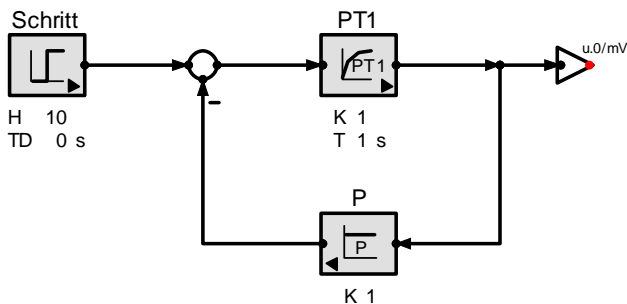 Schritt
H 10
TD 0 s
PT1
PT1
K 1
T 1 s
u.0/mV
P
P
K 1